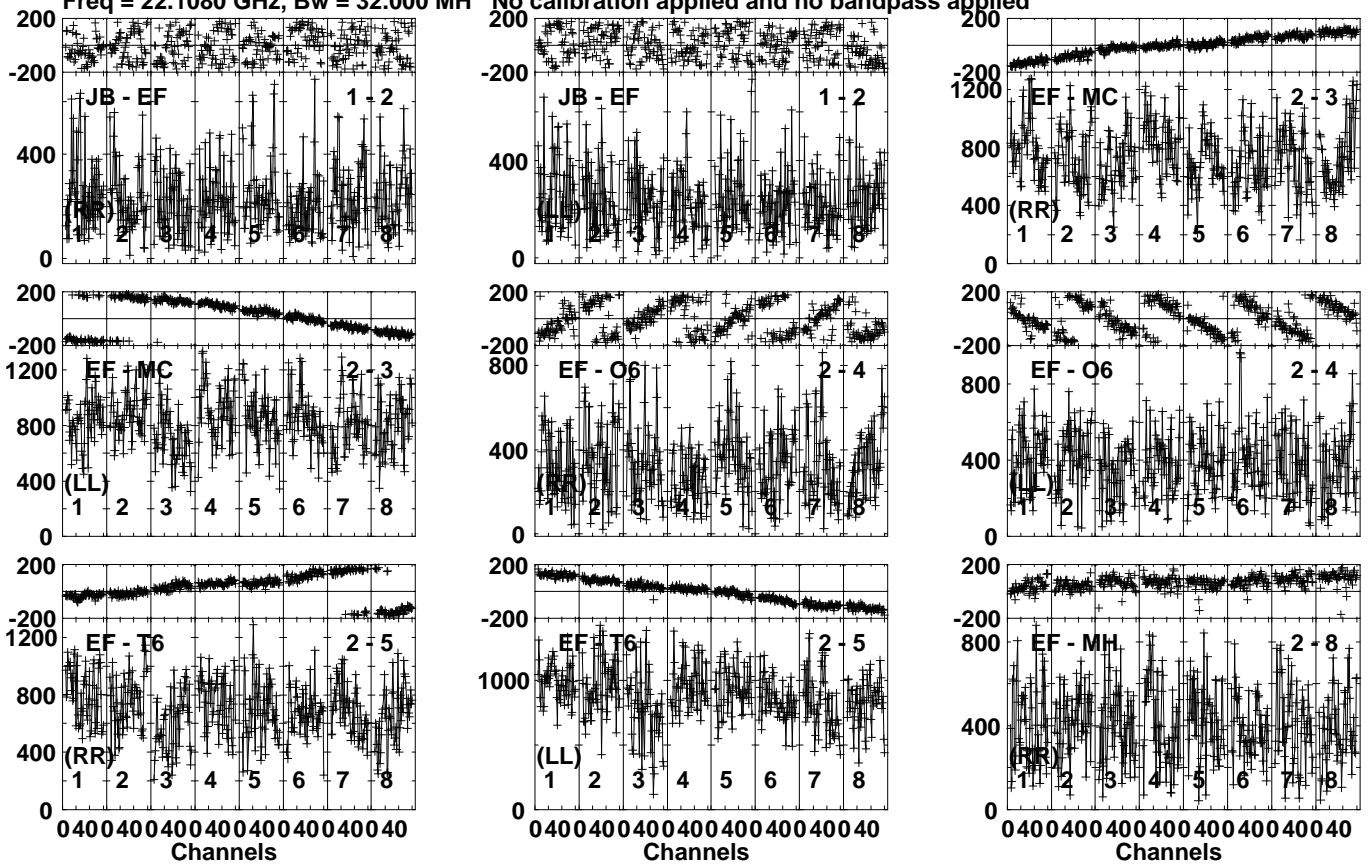 Freq = 22.1080 GHz, Bw = 32.000 MH No calibration applied and no bandpass applied
200
-200
JB - EF 1 - 2
400
(RR)
1 2 3 4 5 6 7 8
0
200
-200
JB - EF 1 - 2
400
(LL)
1 2 3 4 5 6 7 8
0
200
-200
1200
EF - MC 2 - 3
800
400
(RR)
1 2 3 4 5 6 7 8
0
200
-200
EF - MC 2 - 3
1200
800
400
(LL)
1 2 3 4 5 6 7 8
0
200
-200
EF - O6 2 - 4
800
400
(RR)
1 2 3 4 5 6 7 8
0
200
-200
EF - O6 2 - 4
800
400
(LL)
1 2 3 4 5 6 7 8
0
200
-200
EF - T6 2 - 5
1200
800
400
(RR)
1 2 3 4 5 6 7 8
0
0 40 0 40 0 40 0 40 0 40 0 40 0 40 0 40
Channels
200
-200
EF - T6 2 - 5
1000
(LL)
1 2 3 4 5 6 7 8
0
0 40 0 40 0 40 0 40 0 40 0 40 0 40 0 40
Channels
200
-200
EF - MH 2 - 8
800
400
(RR)
1 2 3 4 5 6 7 8
0
0 40 0 40 0 40 0 40 0 40 0 40 0 40 0 40
Channels